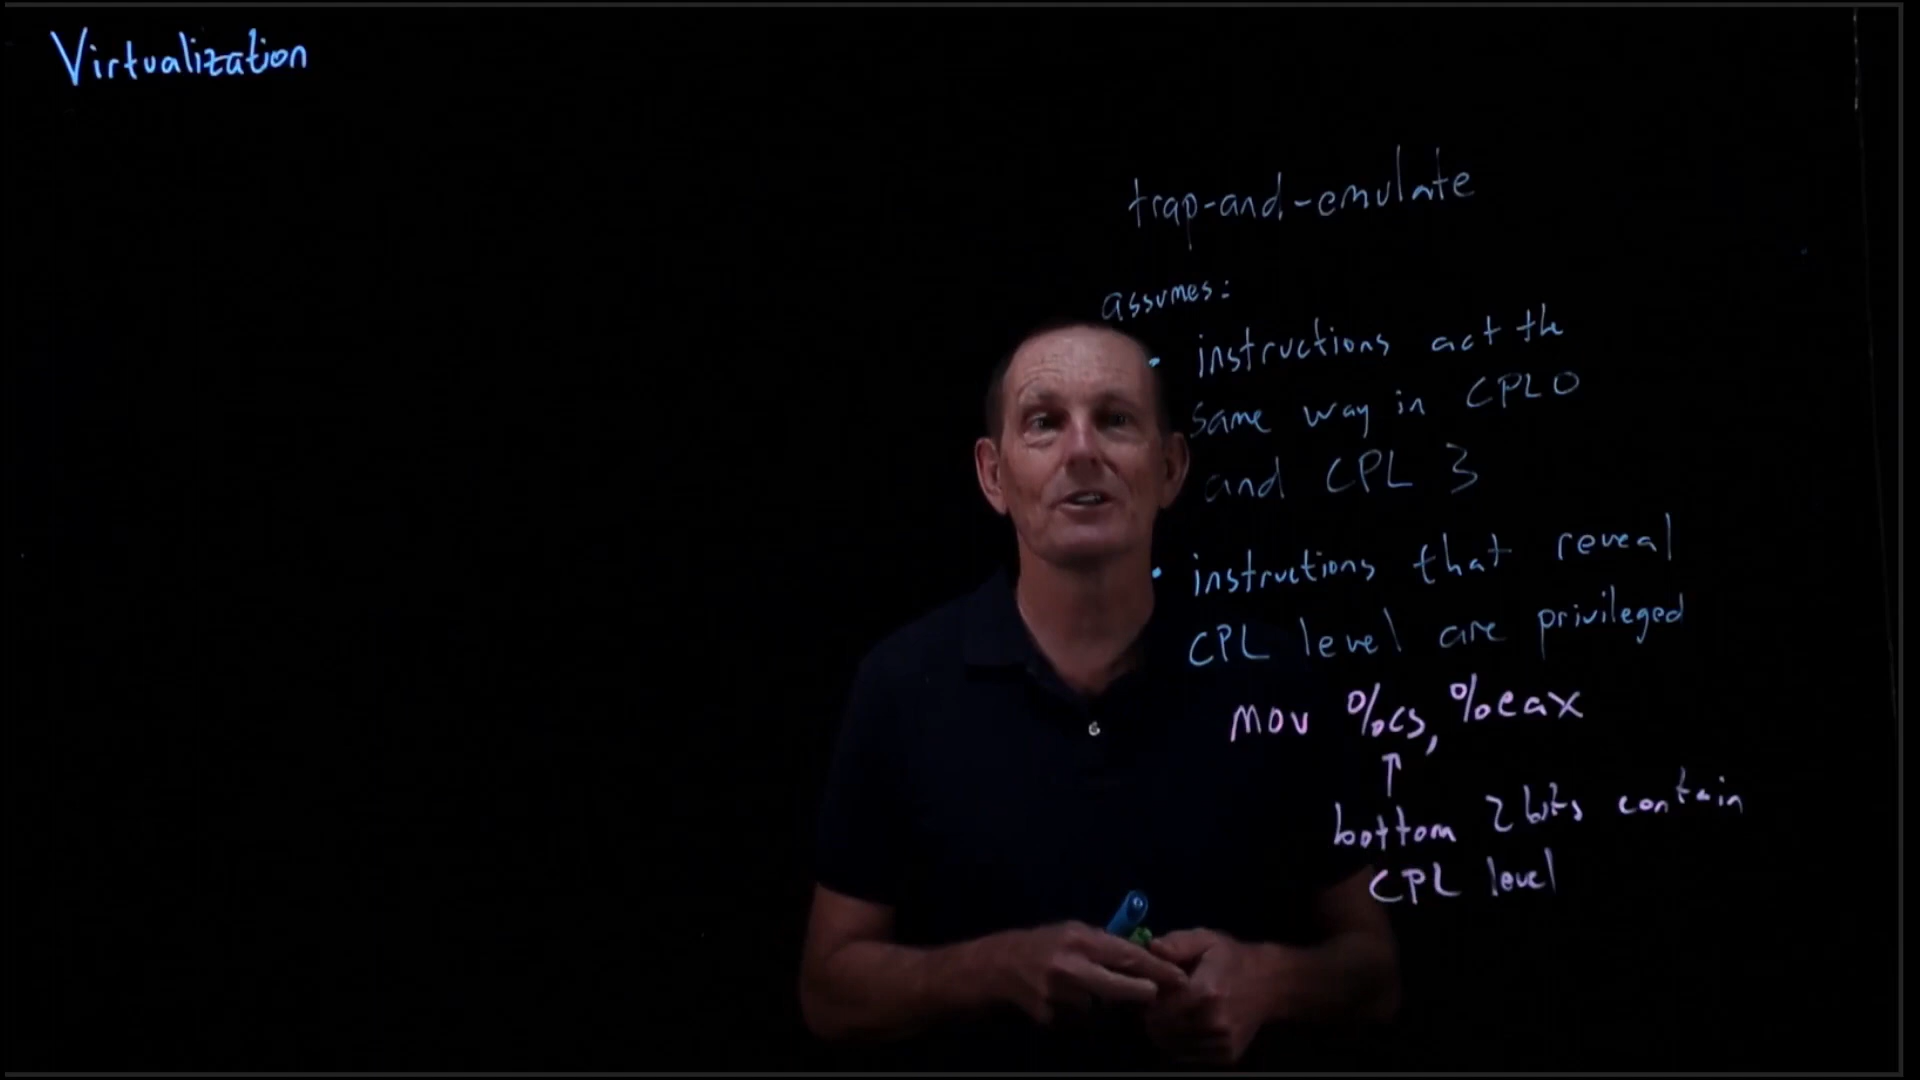 Virtualization
trap-and-emulate
assumes:
• instructions act the
same way in CPL 0
and CPL 3
• instructions that reveal
CPL level are privileged
mov %cs, %eax
↑
bottom 2 bits contain
CPL level